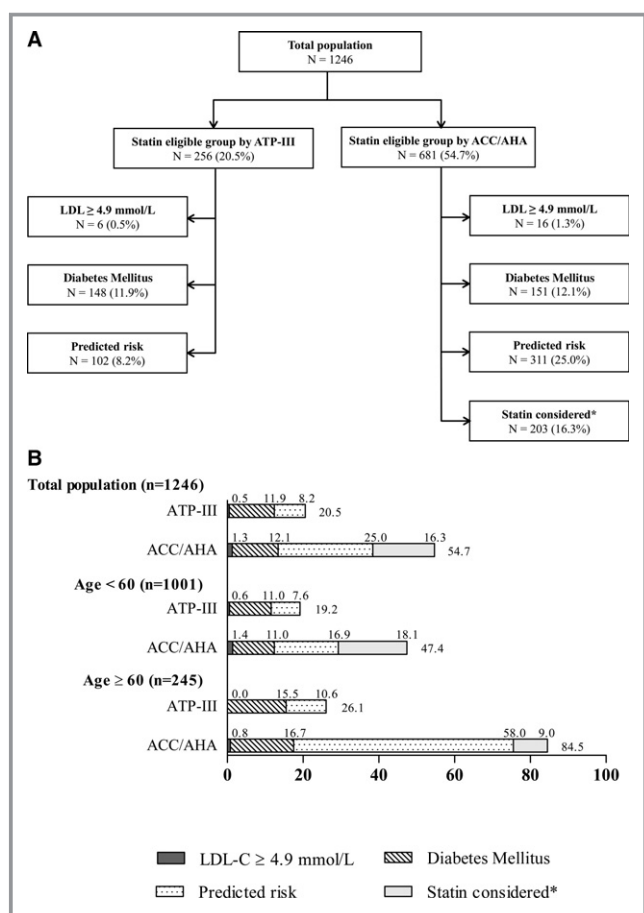 A
Total population
N = 1246
Statin eligible group by ATP-III
N = 256 (20.5%)
Statin eligible group by ACC/AHA
N = 681 (54.7%)
LDL ≥ 4.9 mmol/L
N = 6 (0.5%)
Diabetes Mellitus
N = 148 (11.9%)
Predicted risk
N = 102 (8.2%)
LDL ≥ 4.9 mmol/L
N = 16 (1.3%)
Diabetes Mellitus
N = 151 (12.1%)
Predicted risk
N = 311 (25.0%)
Statin considered*
N = 203 (16.3%)
B
Total population (n=1246)
0.5 11.9 8.2
ATP-III 20.5
1.3 12.1 25.0 16.3
ACC/AHA 54.7
Age < 60 (n=1001)
0.6 11.0 7.6
ATP-III 19.2
1.4 11.0 16.9 18.1
ACC/AHA 47.4
Age ≥ 60 (n=245)
0.0 15.5 10.6
ATP-III 26.1
0.8 16.7 58.0 9.0
ACC/AHA 84.5
0 20 40 60 80 100
LDL-C ≥ 4.9 mmol/L Diabetes Mellitus
Predicted risk Statin considered*